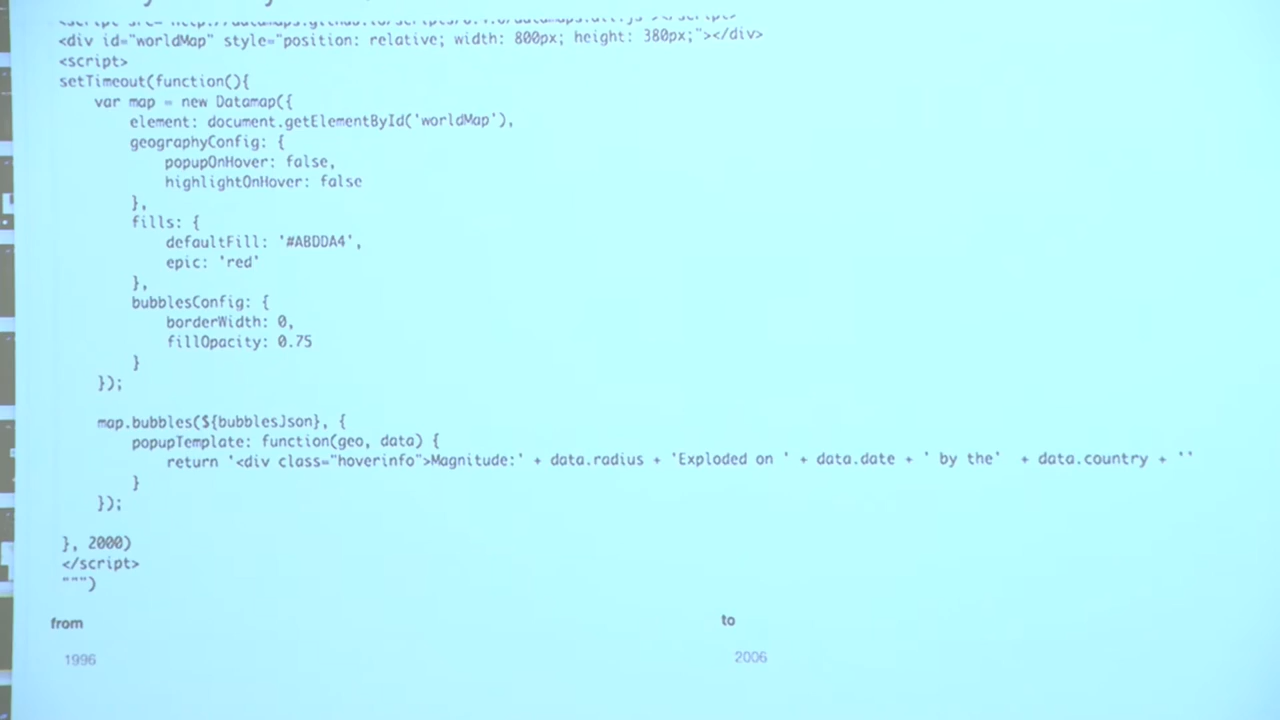 <div id="worldMap" style="position: relative; width: 800px; height: 380px;"></div>
<script>
setTimeout(function(){
var map = new Datamap({
element: document.getElementById('worldMap'),
geographyConfig: {
popupOnHover: false,
highlightOnHover: false
},
fills: {
defaultFill: '#ABDDA4',
epic: 'red'
},
bubblesConfig: {
borderWidth: 0,
fillOpacity: 0.75
}
});
map.bubbles(${bubblesJson}, {
popupTemplate: function(geo, data) {
return '<div class="hoverinfo">Magnitude:' + data.radius + 'Exploded on ' + data.date + ' by the'  + data.country + ''
}
});
}, 2000)
</script>
""")
from to
1996 2006